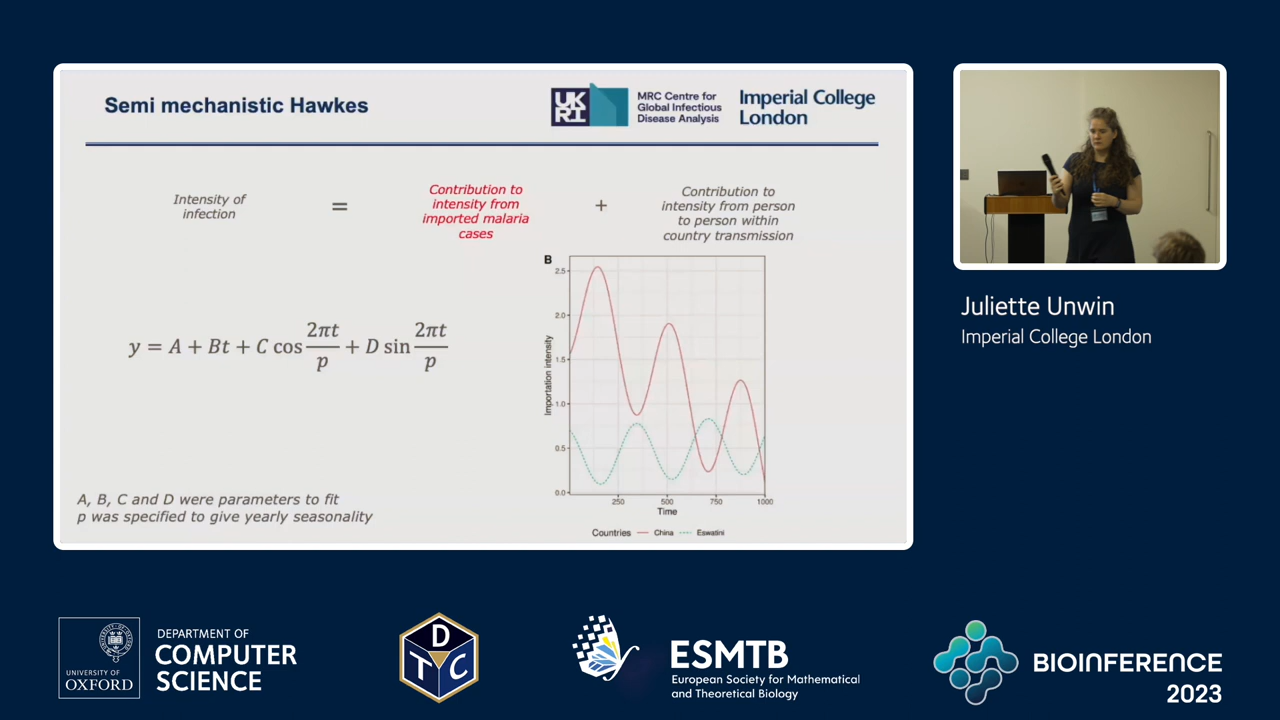 Semi mechanistic Hawkes
UK
RI
MRC Centre for
Global Infectious
Disease Analysis
Imperial College
London
Intensity of
infection
=
Contribution to
intensity from
imported malaria
cases
+
Contribution to
intensity from person
to person within
country transmission
y = A + Bt + C cos 2πt/p + D sin 2πt/p
B
Importation intensity
2.5
2.0
1.5
1.0
0.5
0.0
250 500 750 1000
Time
Countries China Eswatini
A, B, C and D were parameters to fit
p was specified to give yearly seasonality
Juliette Unwin
Imperial College London
UNIVERSITY OF
OXFORD
DEPARTMENT OF
COMPUTER
SCIENCE
D
T C
ESMTB
European Society for Mathematical
and Theoretical Biology
BIOINFERENCE
2023